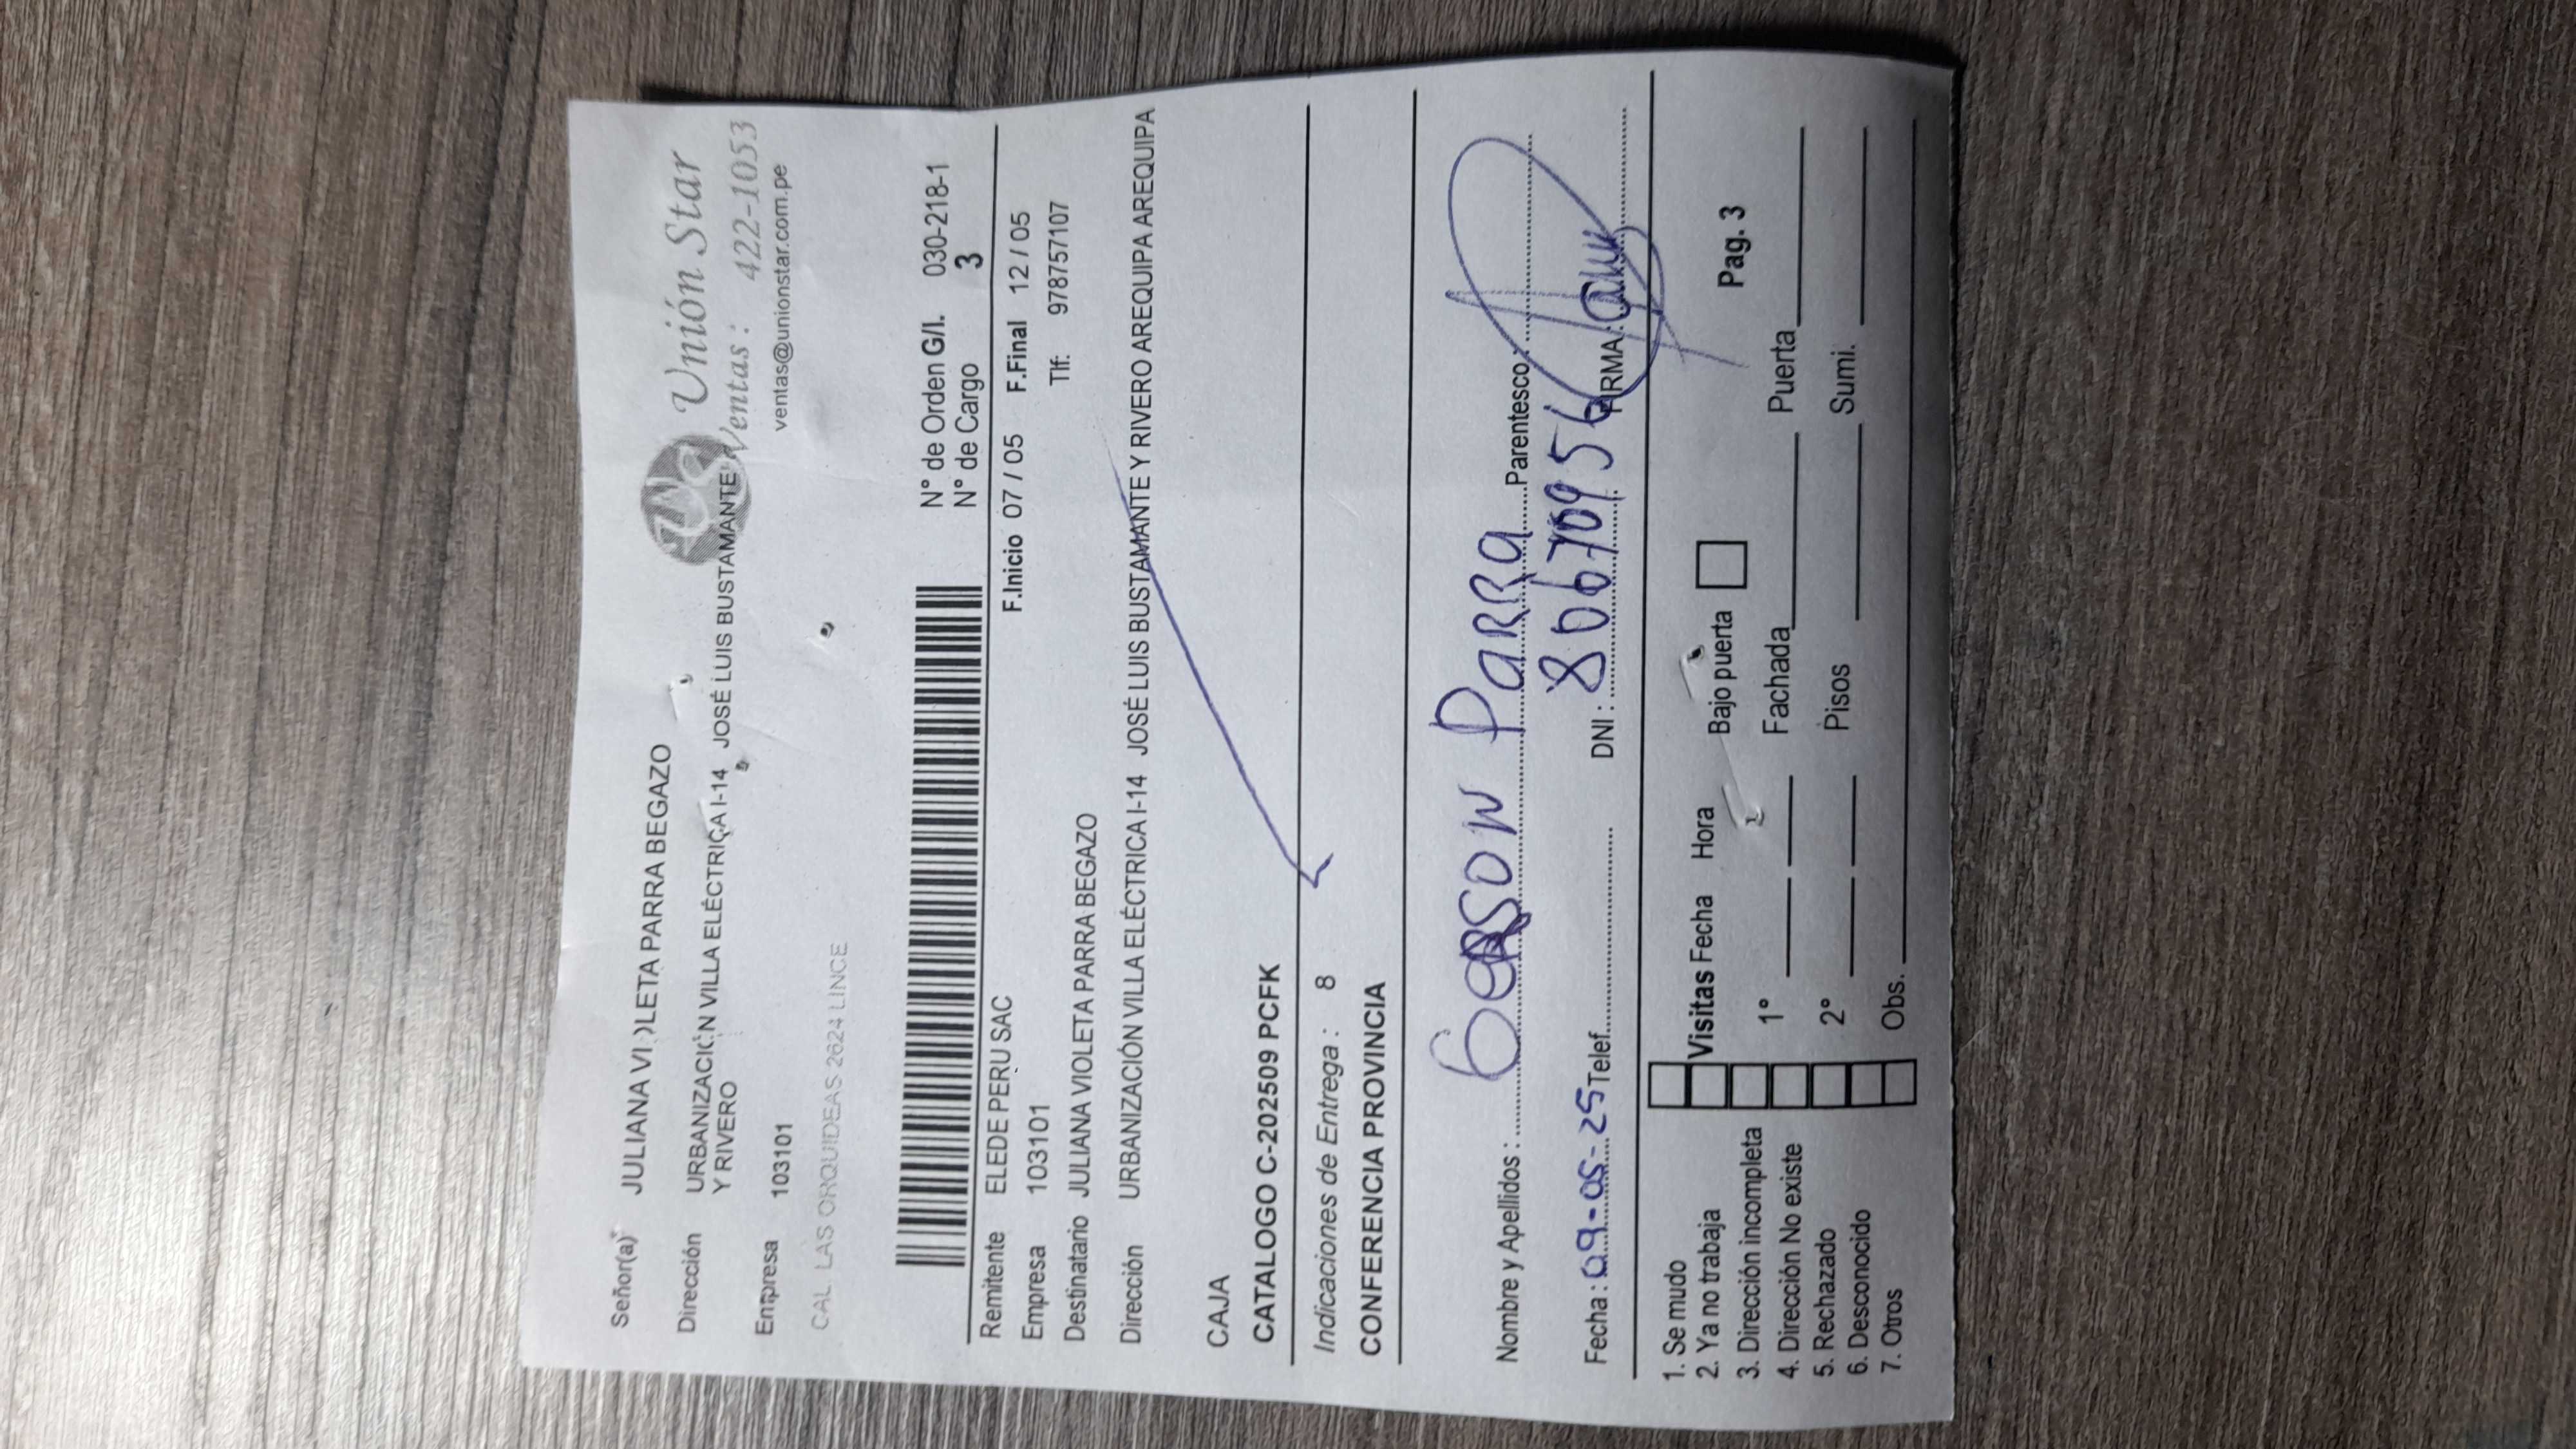 Unión Star
Ventas : 422-1053
ventas@unionstar.com.pe
Señor(a) JULIANA VI LETA PARRA BEGAZO
Dirección URBANIZACIÓN VILLA ELÉCTRICA I-14 JOSÉ LUIS BUSTAMANTE
Y RIVERO
Empresa 103101
CAL LAS ORQUIDEAS 2624 LINCE
N° de Orden G/I. 030-218-1
N° de Cargo 3
Remitente ELEDE PERU SAC F.Inicio 07 / 05 F.Final 12 / 05
Empresa 103101 Tlf. 978757107
Destinatario JULIANA VIOLETA PARRA BEGAZO
Dirección URBANIZACIÓN VILLA ELÉCTRICA I-14 JOSÉ LUIS BUSTAMANTE Y RIVERO AREQUIPA AREQUIPA
CAJA
CATALOGO C-202509 PCFK
Indicaciones de Entrega : 8
CONFERENCIA PROVINCIA
Nombre y Apellidos : GERSON PARRA Parentesco:
Fecha : 09-05-25 Telef. DNI : FIRMA:
1. Se mudo
2. Ya no trabaja Visitas Fecha Hora Bajo puerta Pag. 3
3. Dirección incompleta
4. Dirección No existe 1° Fachada Puerta
5. Rechazado
6. Desconocido 2° Pisos Sumi.
7. Otros Obs.